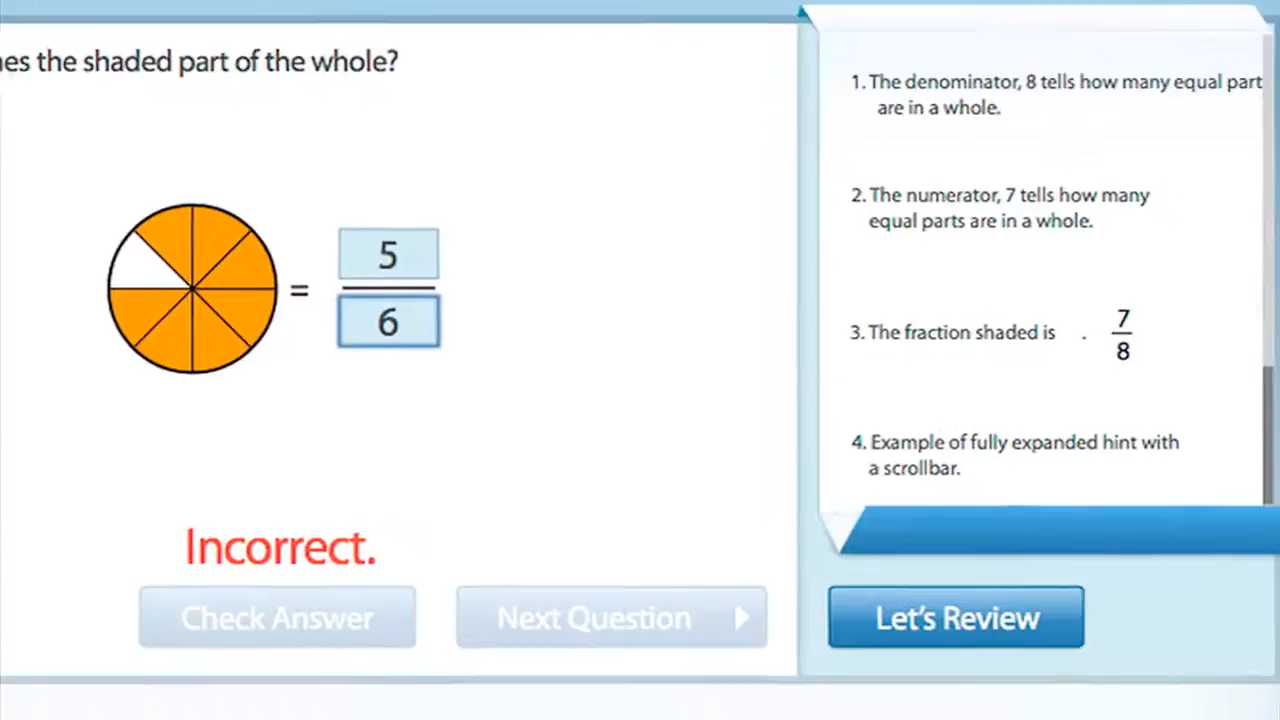 es the shaded part of the whole?
=
5
6
Incorrect.
Check Answer
Next Question
1. The denominator, 8 tells how many equal part
are in a whole.
2. The numerator, 7 tells how many
equal parts are in a whole.
3. The fraction shaded is . 7
8
4. Example of fully expanded hint with
a scrollbar.
Let's Review